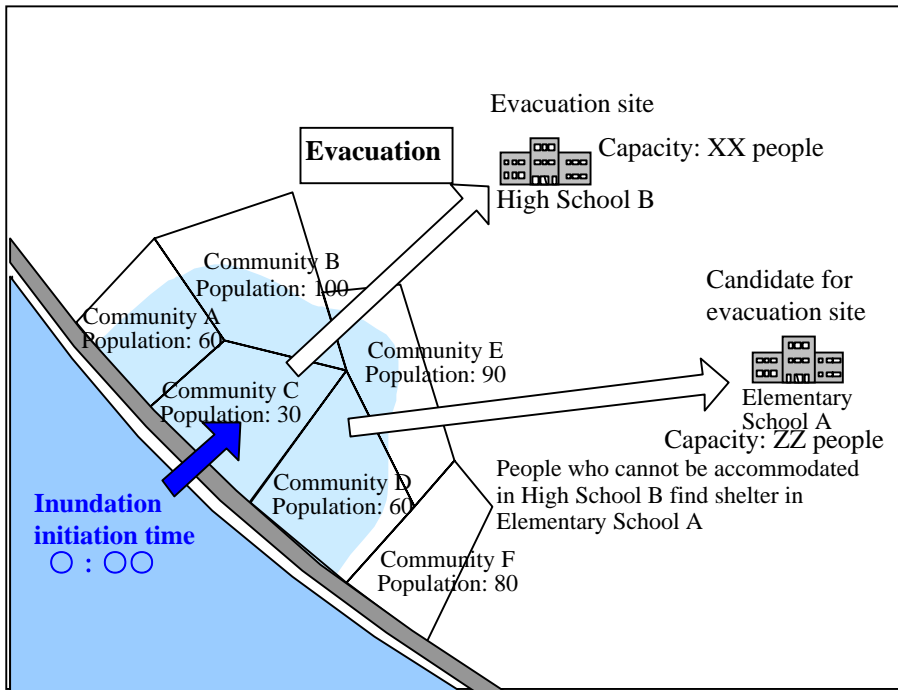 Evacuation site
Evacuation
Capacity: XX people
High School B
Community B
Population: 100
Candidate for
evacuation site
Community A
Population: 60
Community E
Population: 90
Community C
Population: 30
Elementary
School A
Capacity: ZZ people
People who cannot be accommodated
in High School B find shelter in
Elementary School A
Community D
Population: 60
Inundation
initiation time
○ : ○○
Community F
Population: 80